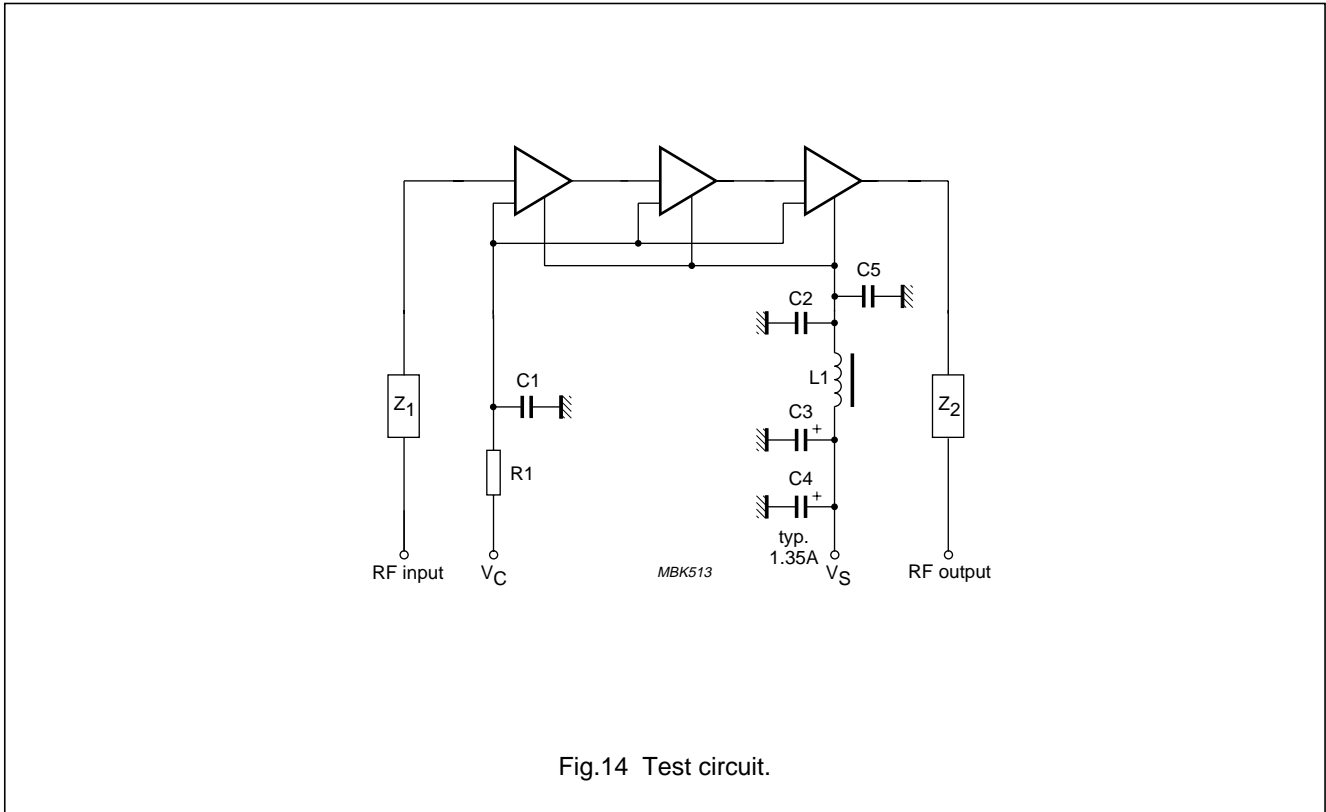 C5
C2
L1
C1
Z1
C3
+
Z2
R1
C4
+
typ.
1.35A
RF input
VC
MBK513
VS
RF output
Fig.14 Test circuit.